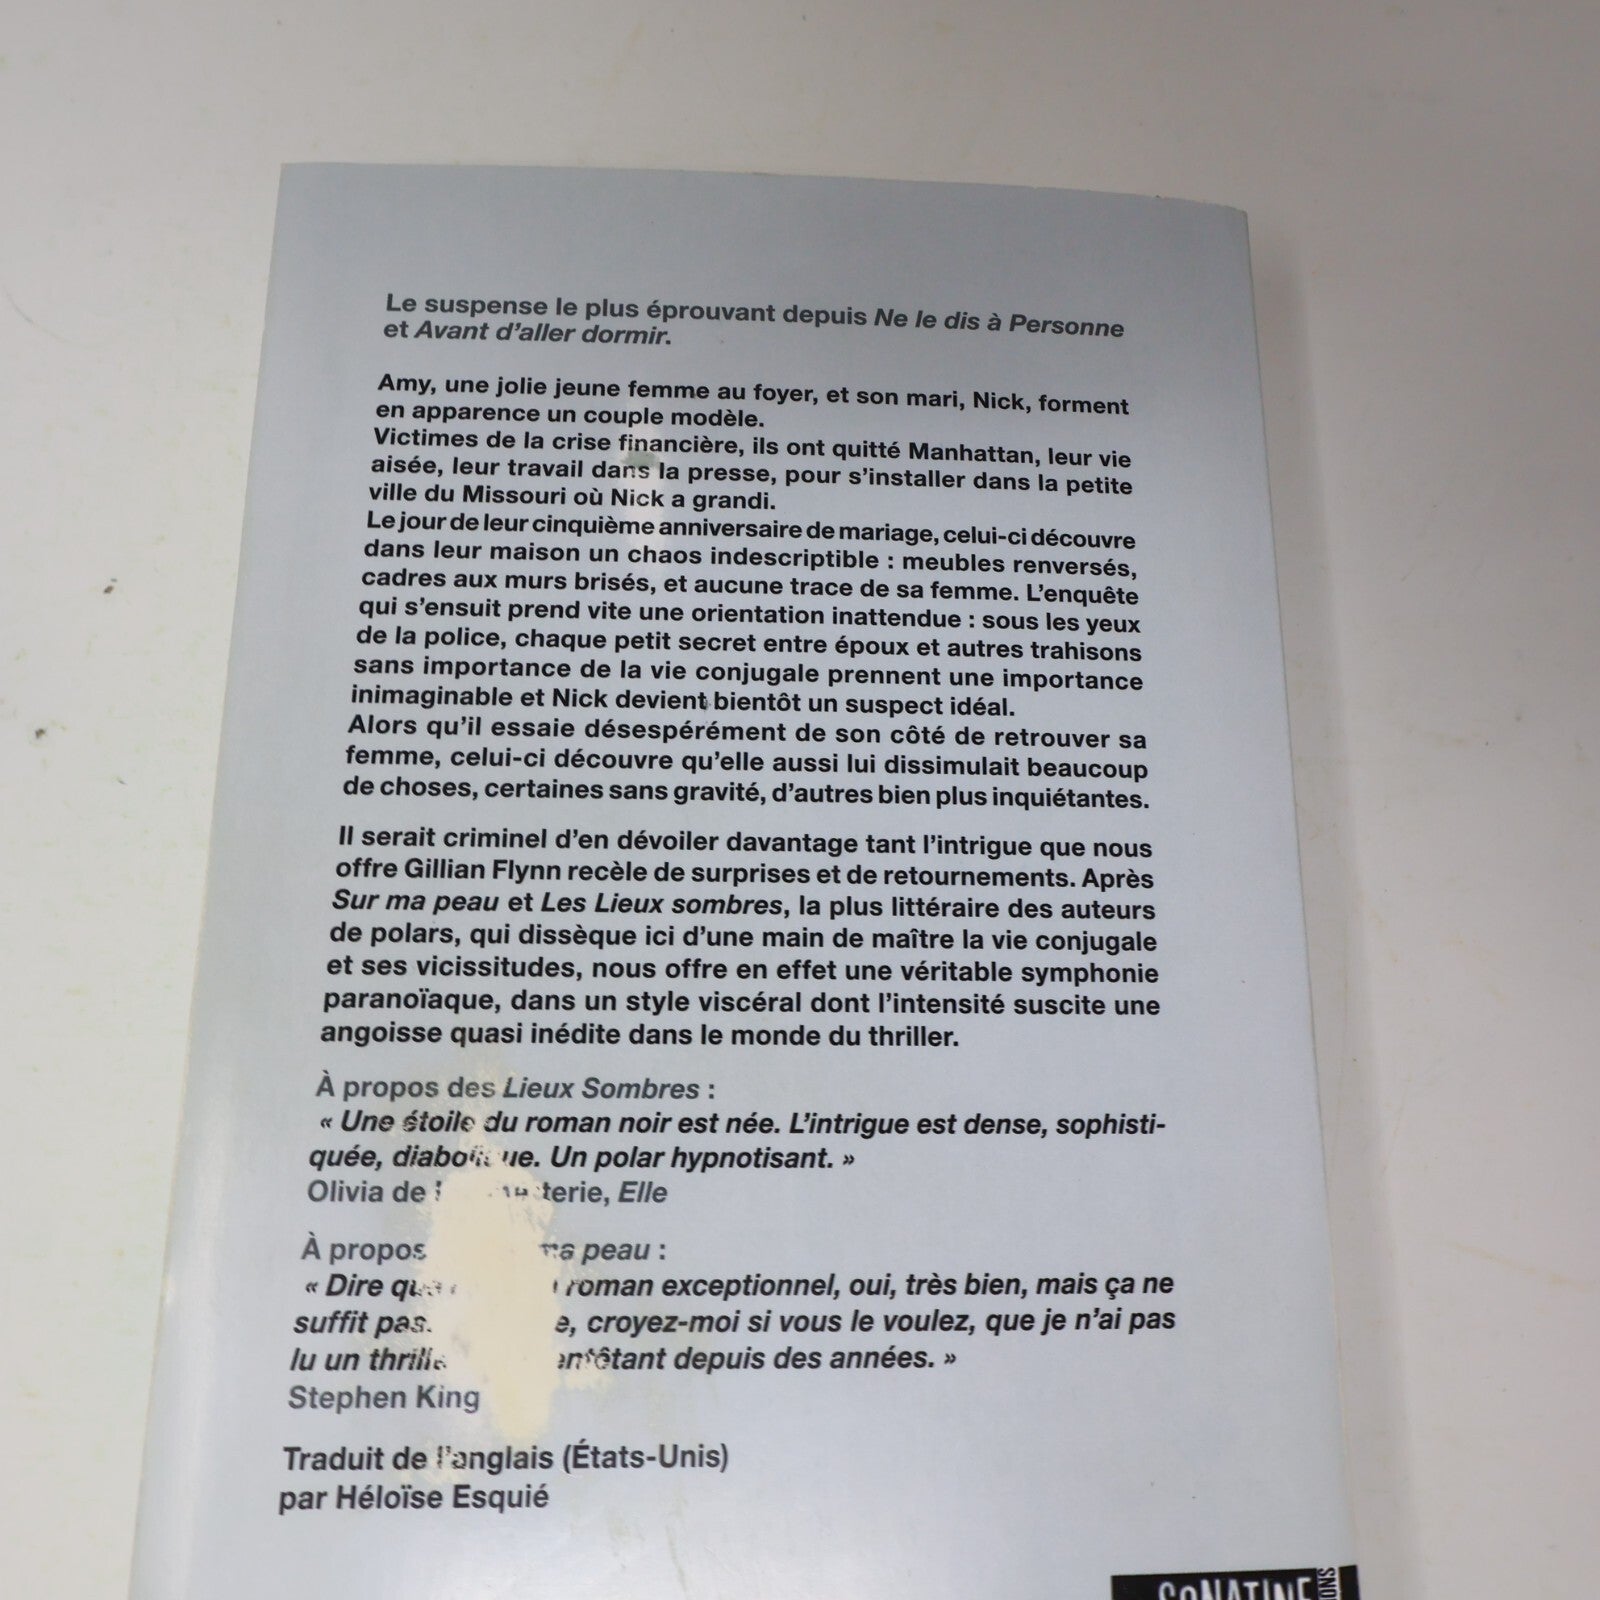 Le suspense le plus éprouvant depuis Ne le dis à Personne
et Avant d'aller dormir.
Amy, une jolie jeune femme au foyer, et son mari, Nick, forment
en apparence un couple modèle.
Victimes de la crise financière, ils ont quitté Manhattan, leur vie
aisée, leur travail dans la presse, pour s'installer dans la petite
ville du Missouri où Nick a grandi.
Le jour de leur cinquième anniversaire de mariage, celui-ci découvre
dans leur maison un chaos indescriptible : meubles renversés,
cadres aux murs brisés, et aucune trace de sa femme. L'enquête
qui s'ensuit prend vite une orientation inattendue : sous les yeux
de la police, chaque petit secret entre époux et autres trahisons
sans importance de la vie conjugale prennent une importance
inimaginable et Nick devient bientôt un suspect idéal.
Alors qu'il essaie désespérément de son côté de retrouver sa
femme, celui-ci découvre qu'elle aussi lui dissimulait beaucoup
de choses, certaines sans gravité, d'autres bien plus inquiétantes.
Il serait criminel d'en dévoiler davantage tant l'intrigue que nous
offre Gillian Flynn recèle de surprises et de retournements. Après
Sur ma peau et Les Lieux sombres, la plus littéraire des auteurs
de polars, qui dissèque ici d'une main de maître la vie conjugale
et ses vicissitudes, nous offre en effet une véritable symphonie
paranoïaque, dans un style viscéral dont l'intensité suscite une
angoisse quasi inédite dans le monde du thriller.
À propos des Lieux Sombres :
« Une étoile du roman noir est née. L'intrigue est dense, sophisti-
quée, diabolique. Un polar hypnotisant. »
Olivia de Elle
À propos peau :
« Dire que roman exceptionnel, oui, très bien, mais ça ne
suffit pas. croyez-moi si vous le voulez, que je n'ai pas
lu un entêtant depuis des années. »
Stephen King
Traduit de l'anglais (États-Unis)
par Héloïse Esquié
SONATINE